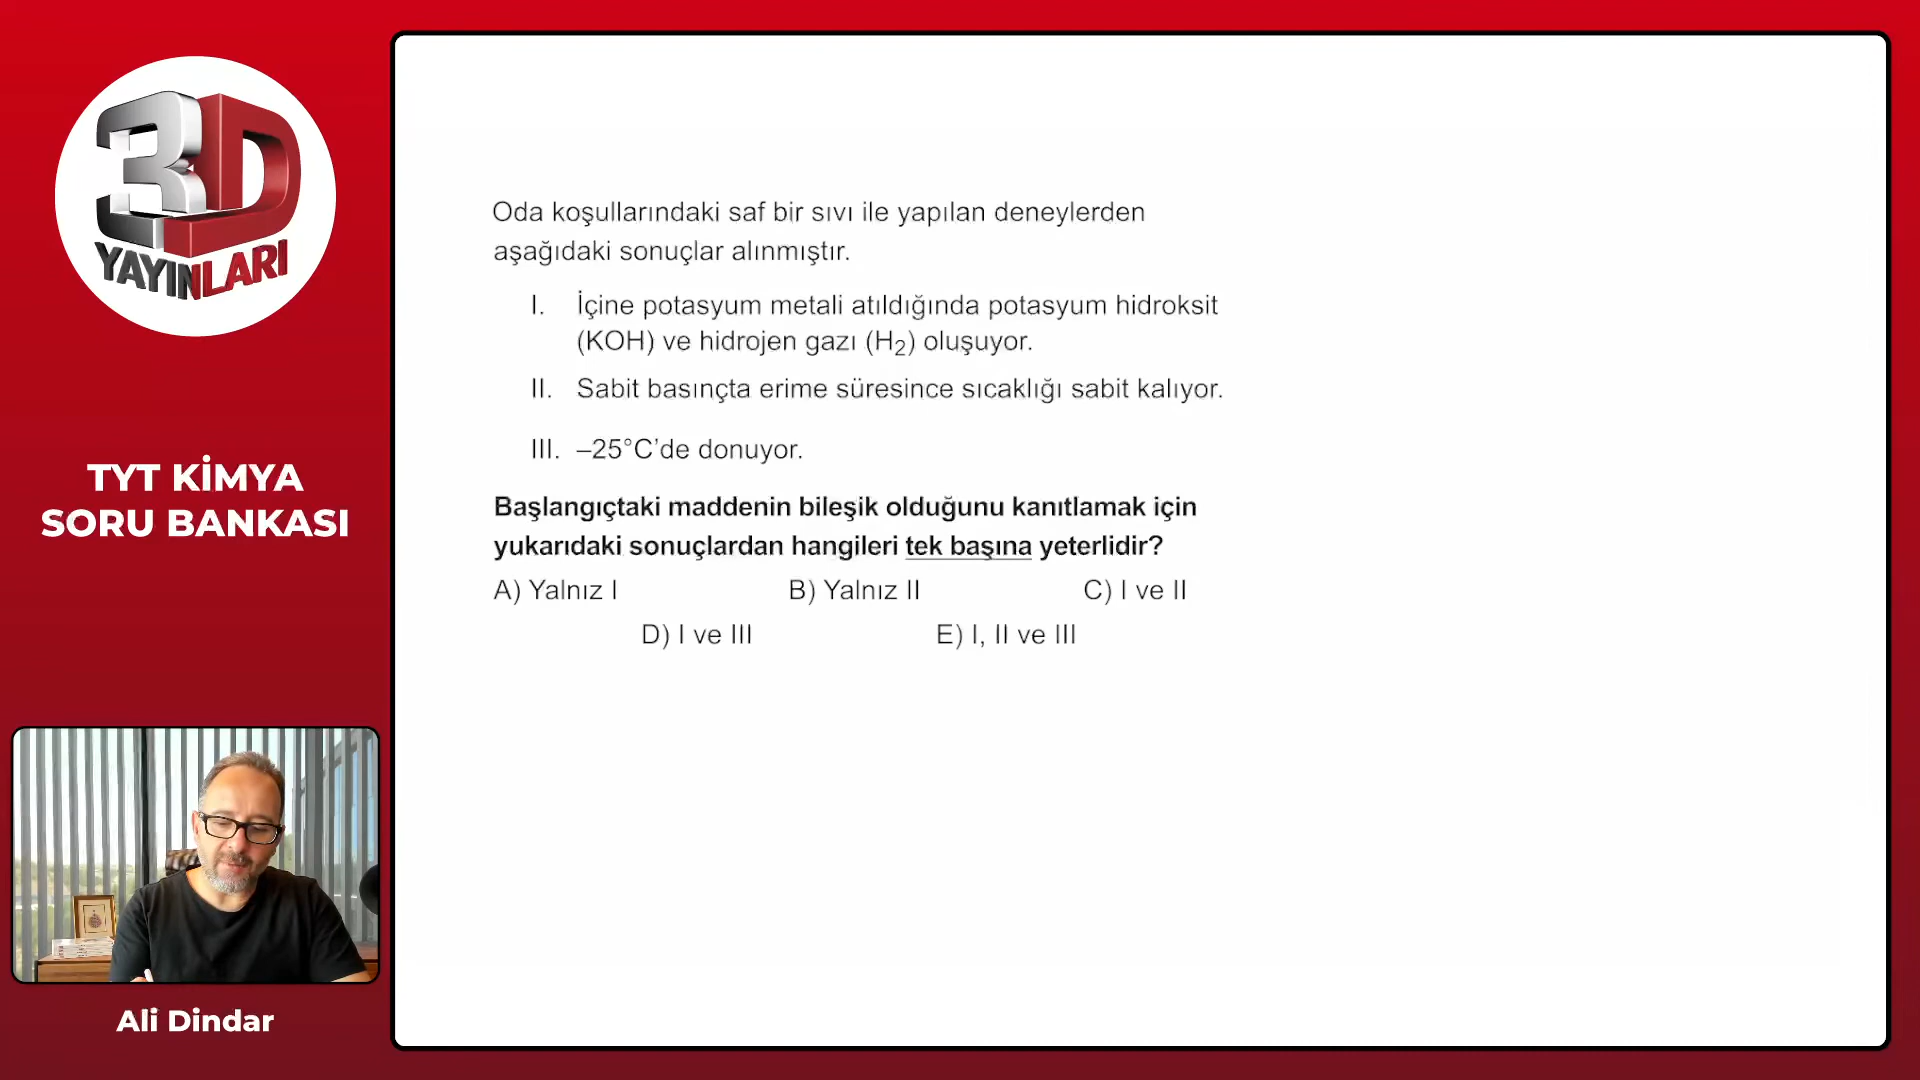 3D
YAYINLARI
TYT KİMYA
SORU BANKASI
Ali Dindar
Oda koşullarındaki saf bir sıvı ile yapılan deneylerden
aşağıdaki sonuçlar alınmıştır.
I. İçine potasyum metali atıldığında potasyum hidroksit
(KOH) ve hidrojen gazı (H₂) oluşuyor.
II. Sabit basınçta erime süresince sıcaklığı sabit kalıyor.
III. –25°C’de donuyor.
Başlangıçtaki maddenin bileşik olduğunu kanıtlamak için
yukarıdaki sonuçlardan hangileri tek başına yeterlidir?
A) Yalnız I B) Yalnız II C) I ve II
D) I ve III E) I, II ve III